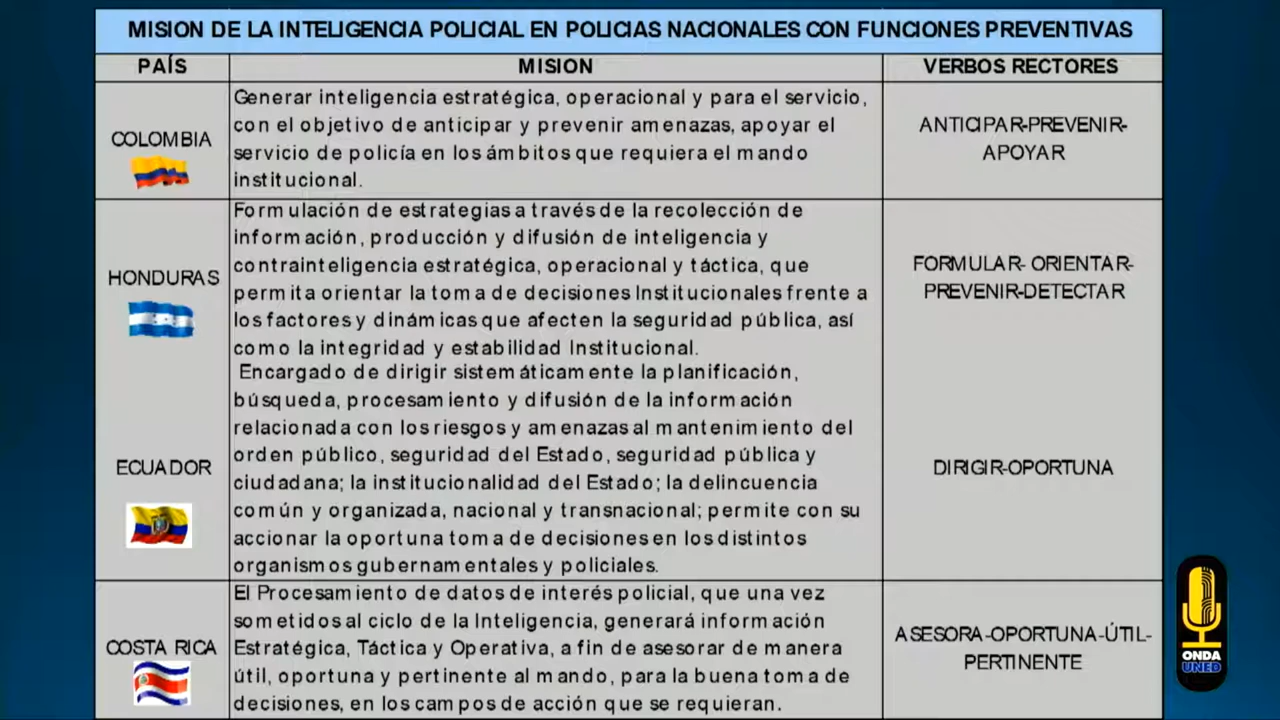 MISION DE LA INTELIGENCIA POLICIAL EN POLICIAS NACIONALES CON FUNCIONES PREVENTIVAS
PAÍS
MISION
VERBOS RECTORES
COLOMBIA
Generar inteligencia estratégica, operacional y para el servicio,
con el objetivo de anticipar y prevenir amenazas, apoyar el
servicio de policía en los ámbitos que requiera el mando
institucional.
ANTICIPAR-PREVENIR-
APOYAR
HONDURAS
Formulación de estrategias a través de la recolección de
información, producción y difusión de inteligencia y
contrainteligencia estratégica, operacional y táctica, que
permita orientar la toma de decisiones Institucionales frente a
los factores y dinámicas que afecten la seguridad pública, así
como la integridad y estabilidad Institucional.
FORMULAR- ORIENTAR-
PREVENIR-DETECTAR
ECUADOR
Encargado de dirigir sistemáticamente la planificación,
búsqueda, procesamiento y difusión de la información
relacionada con los riesgos y amenazas al mantenimiento del
orden público, seguridad del Estado, seguridad pública y
ciudadana; la institucionalidad del Estado; la delincuencia
común y organizada, nacional y transnacional; permite con su
accionar la oportuna toma de decisiones en los distintos
organismos gubernamentales y policiales.
DIRIGIR-OPORTUNA
COSTA RICA
El Procesamiento de datos de interés policial, que una vez
sometidos al ciclo de la Inteligencia, generará información
Estratégica, Táctica y Operativa, a fin de asesorar de manera
útil, oportuna y pertinente al mando, para la buena toma de
decisiones, en los campos de acción que se requieran.
ASESORA-OPORTUNA-ÚTIL-
PERTINENTE
ONDA
UNED